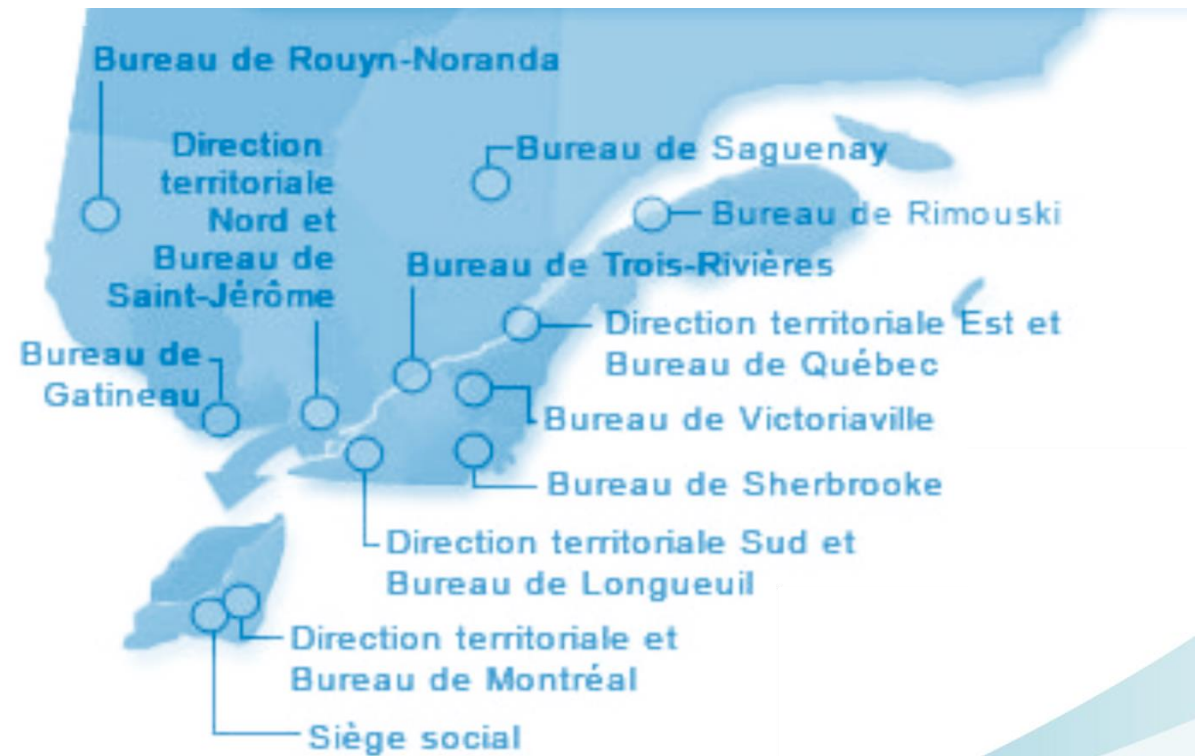 Bureau de Rouyn-Noranda
Direction
territoriale
Nord et
Bureau de
Saint-Jérôme
Bureau de Saguenay
Bureau de Rimouski
Bureau de Trois-Rivières
Direction territoriale Est et
Bureau de Québec
Bureau de
Gatineau
Bureau de Victoriaville
Bureau de Sherbrooke
Direction territoriale Sud et
Bureau de Longueuil
Direction territoriale et
Bureau de Montréal
Siège social